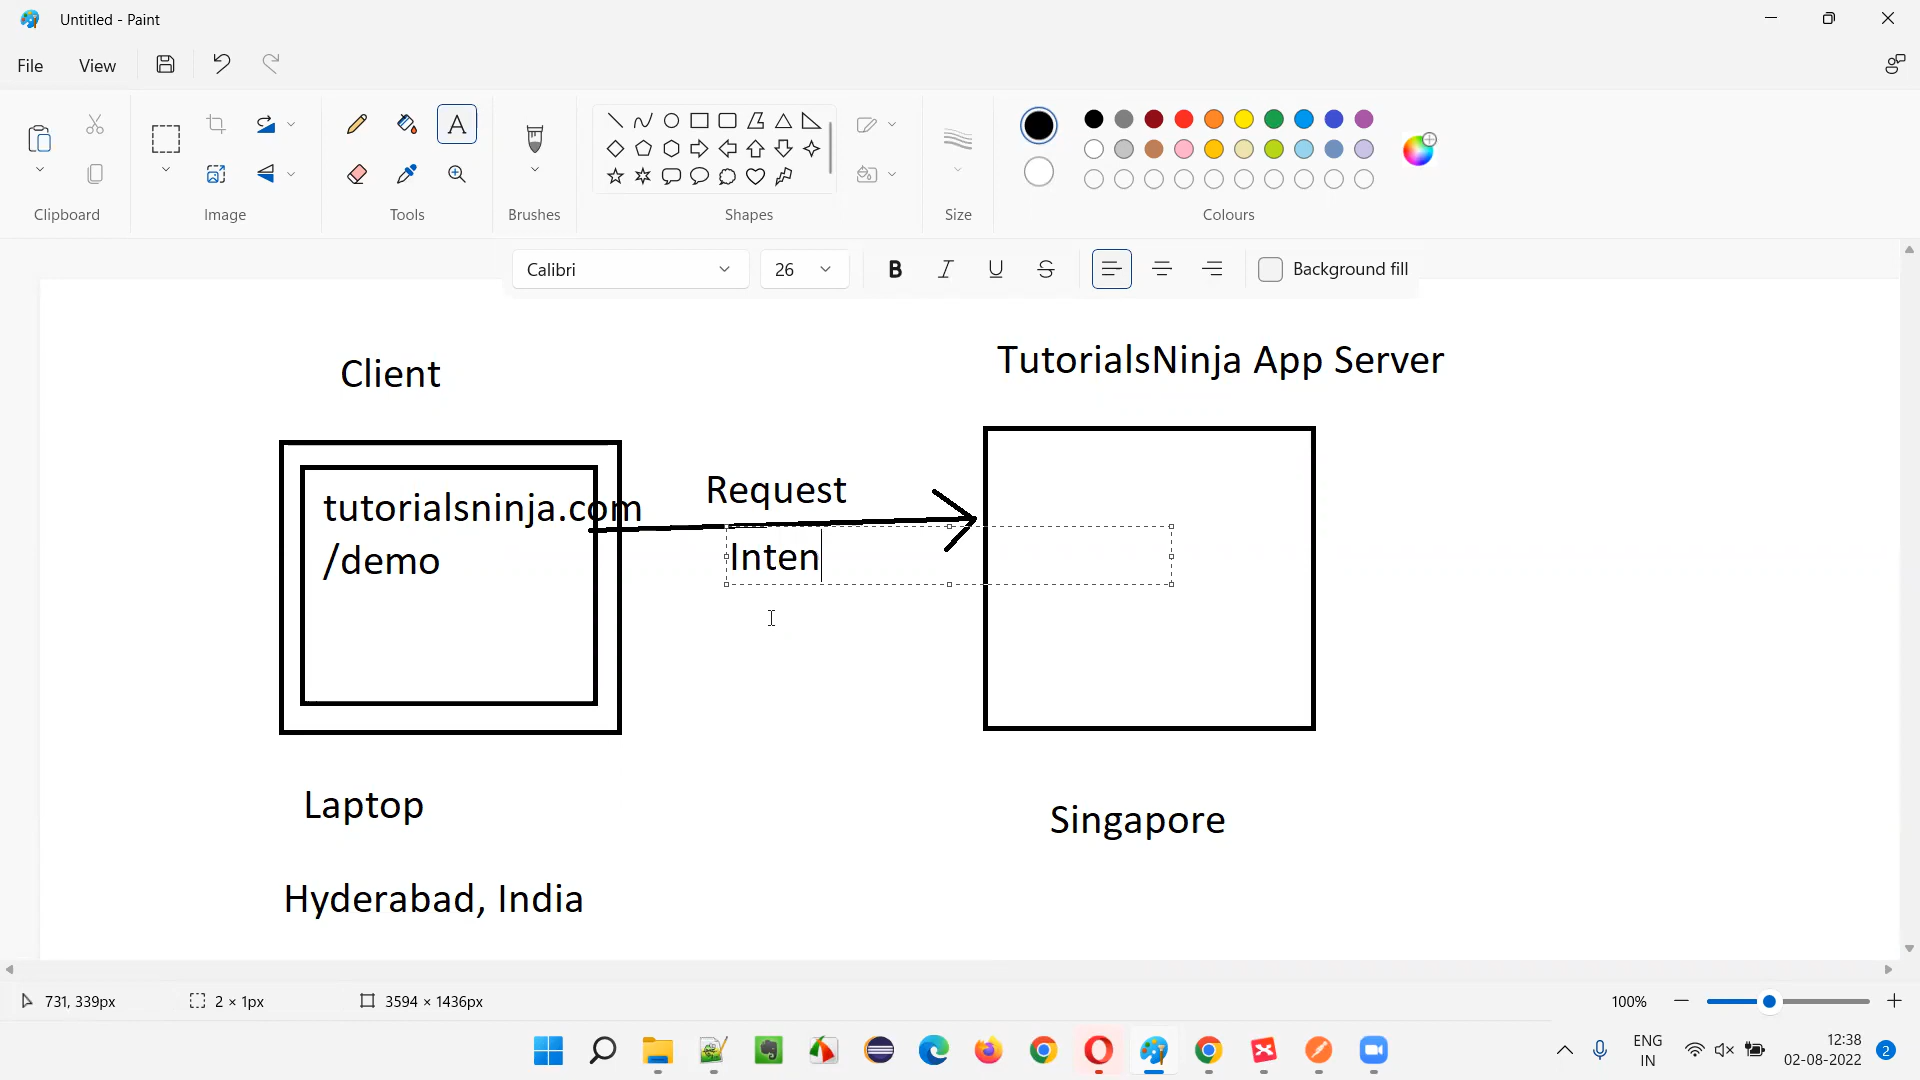 Untitled - Paint
File
View
Clipboard
Image
Tools
Brushes
Shapes
Size
Colours
Calibri
26
B
I
U
S
Background fill
Client
TutorialsNinja App Server
tutorialsninja.com
/demo
Request
Inten
Laptop
Singapore
Hyderabad, India
731, 339px
2 × 1px
3594 × 1436px
100%
ENG
IN
12:38
02-08-2022
2